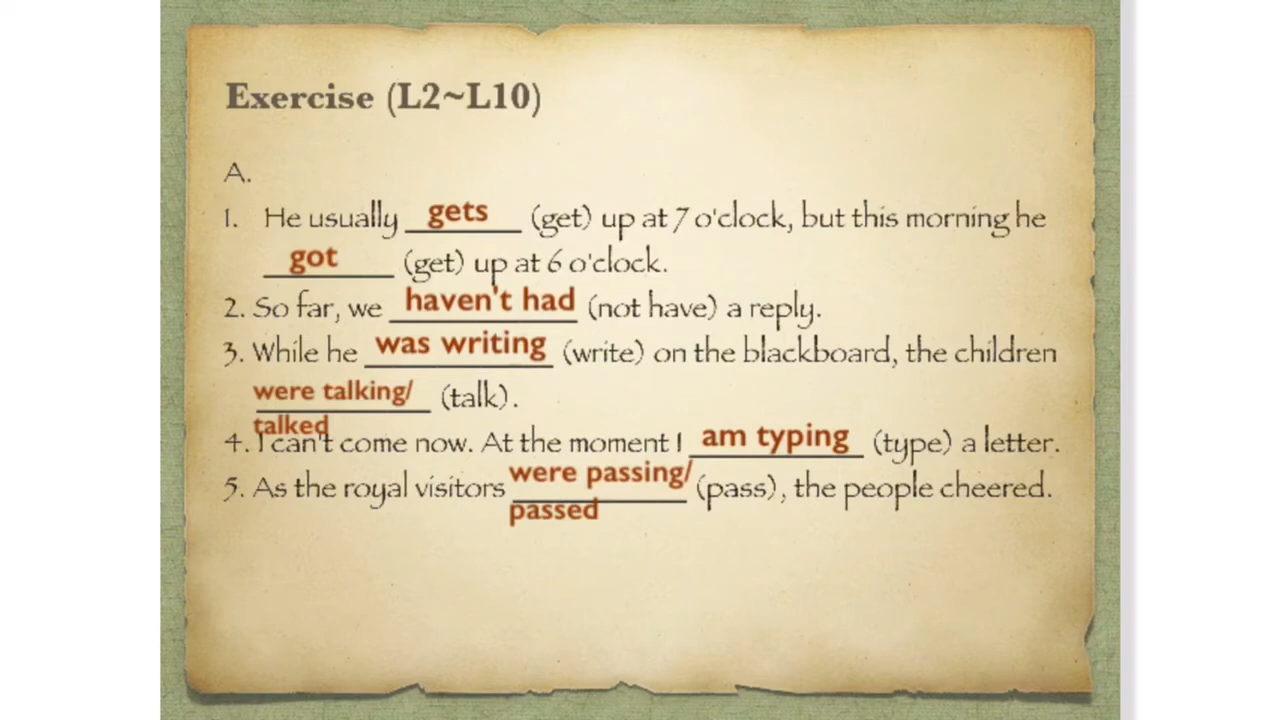 Exercise (L2~L10)
A.
1. He usually gets (get) up at 7 o'clock, but this morning he
got (get) up at 6 o'clock.
2. So far, we haven't had (not have) a reply.
3. While he was writing (write) on the blackboard, the children
were talking/ (talk).
talked
4. I can't come now. At the moment I am typing (type) a letter.
5. As the royal visitors were passing/ (pass), the people cheered.
passed